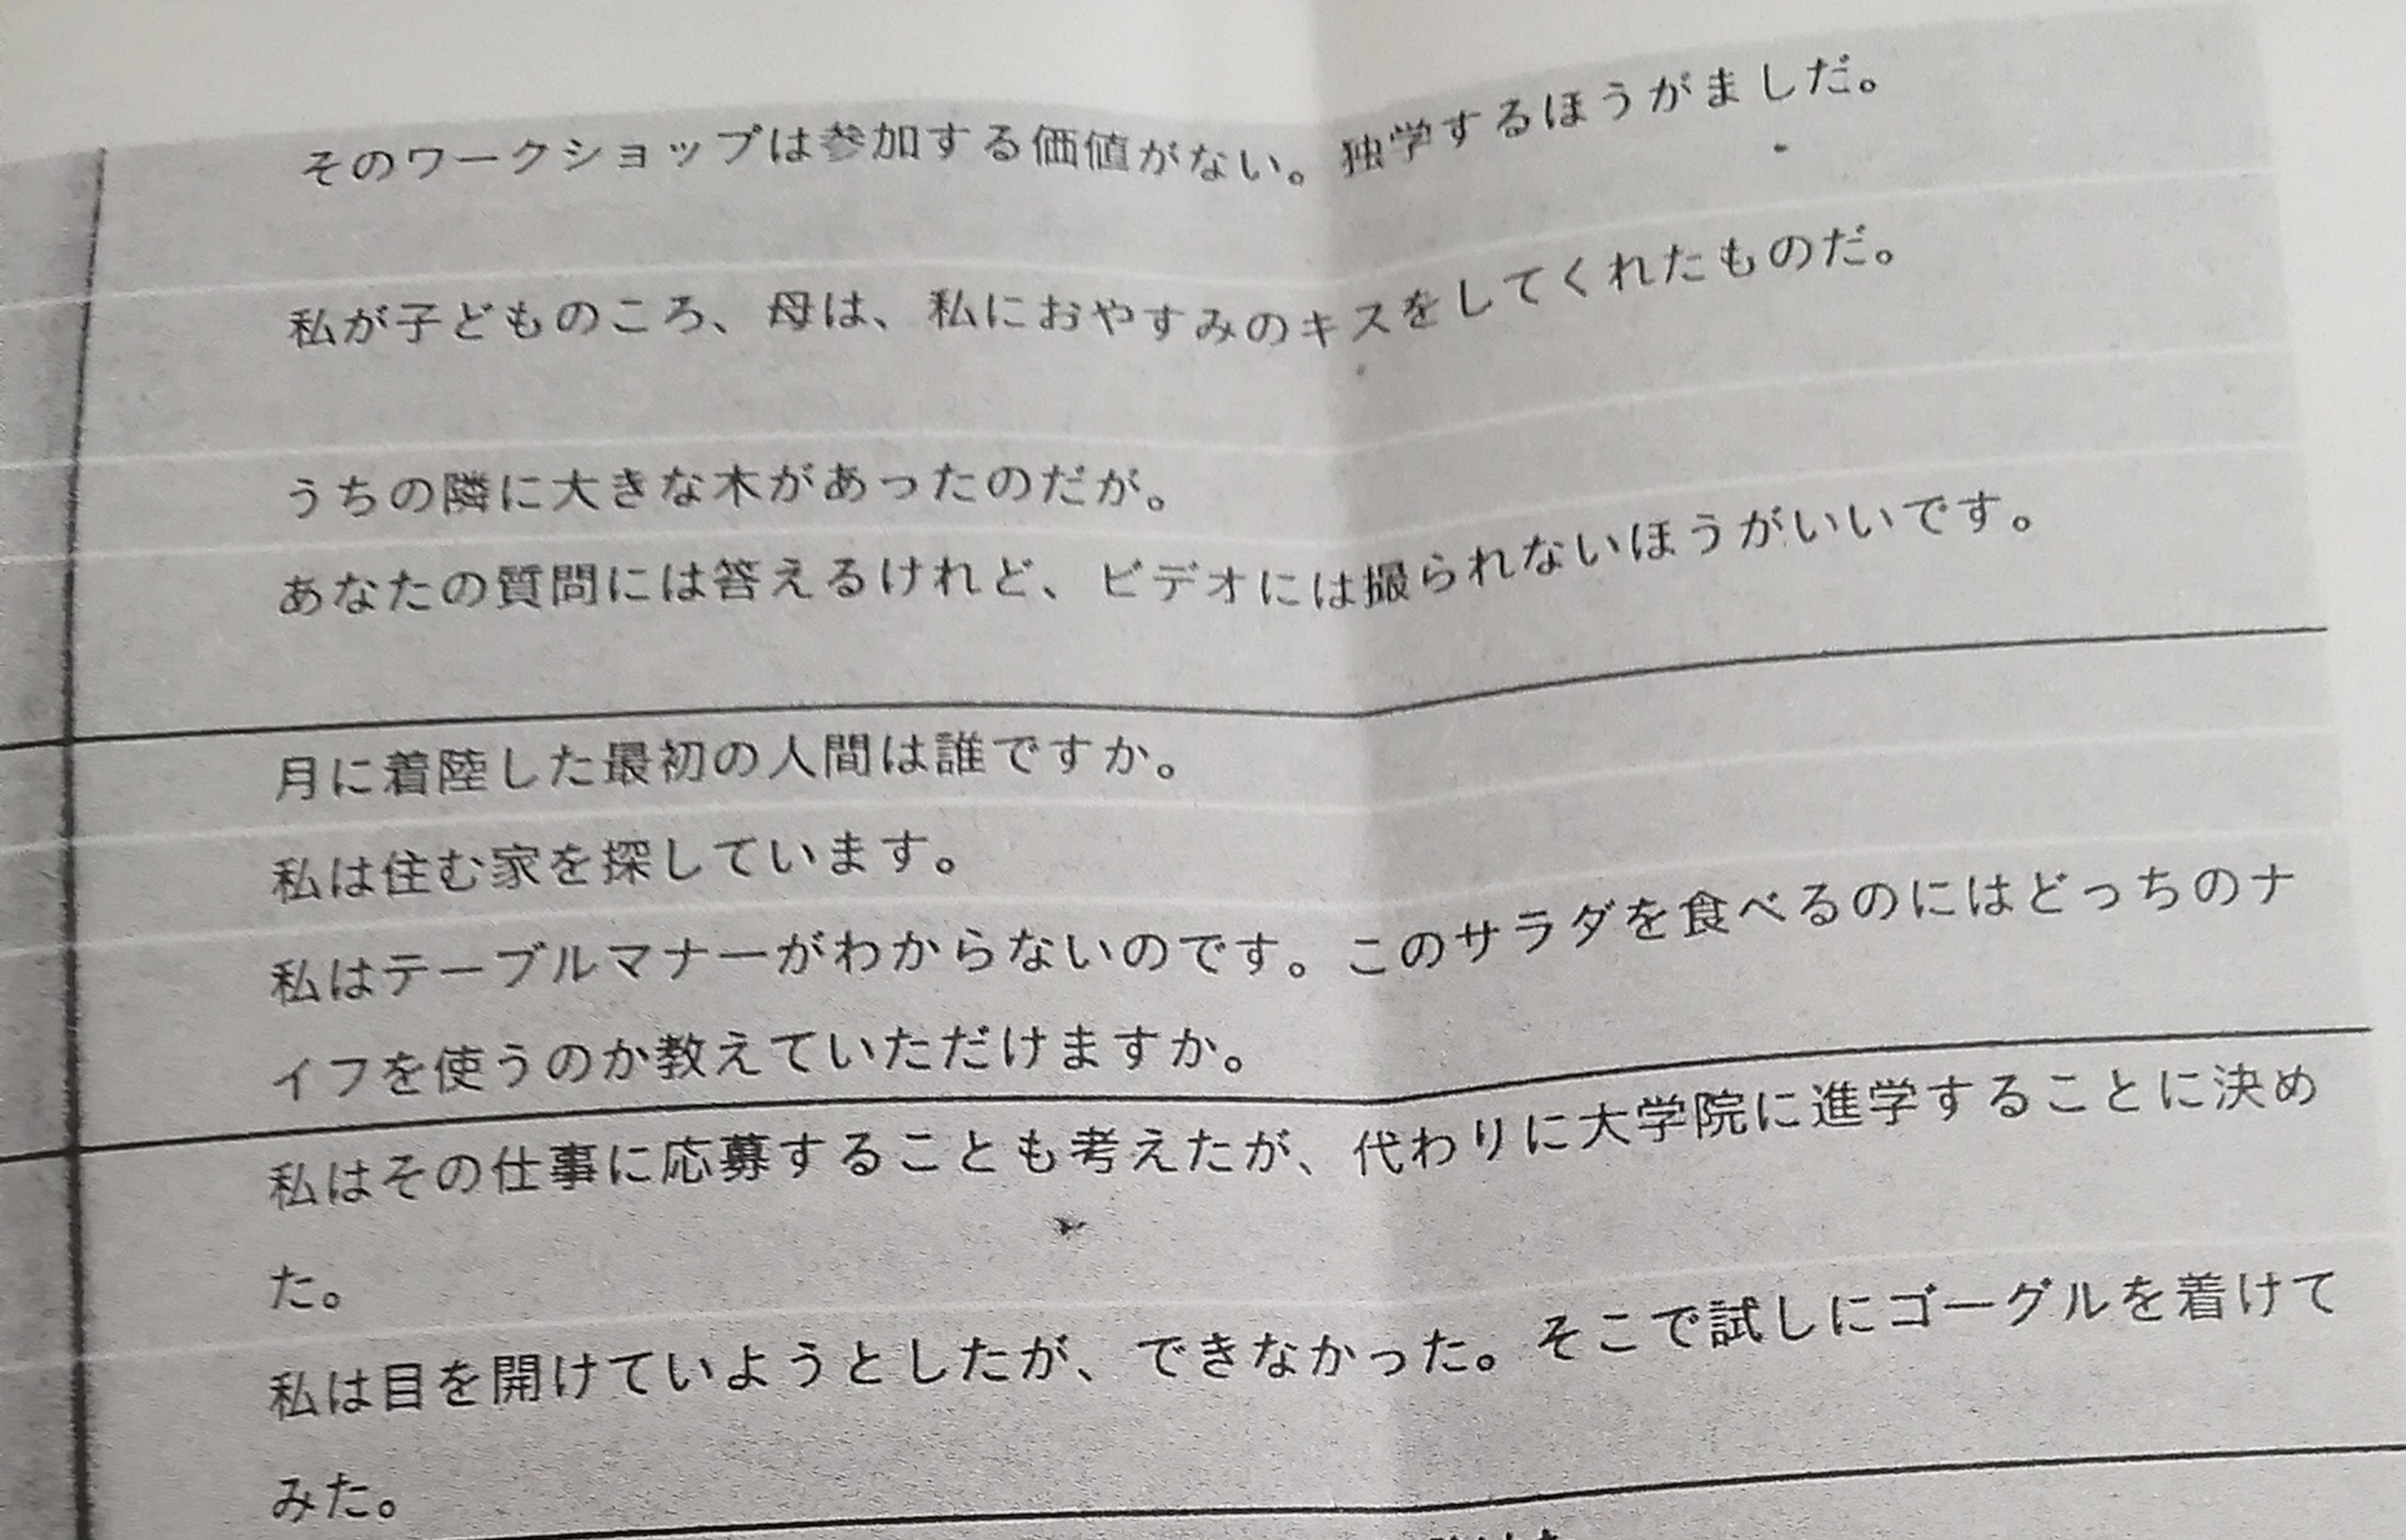 そのワークショップは参加する価値がない。独学するほうがましだ。
私が子どものころ、母は、私におやすみのキスをしてくれたものだ。
うちの隣に大きな木があったのだが。
あなたの質問には答えるけれど、ビデオには撮られないほうがいいです。
月に着陸した最初の人間は誰ですか。
私は住む家を探しています。
私はテーブルマナーがわからないのです。このサラダを食べるのにはどっちのナ
イフを使うのか教えていただけますか。
私はその仕事に応募することも考えたが、代わりに大学院に進学することに決め
た。
私は目を開けていようとしたが、できなかった。そこで試しにゴーグルを着けて
みた。